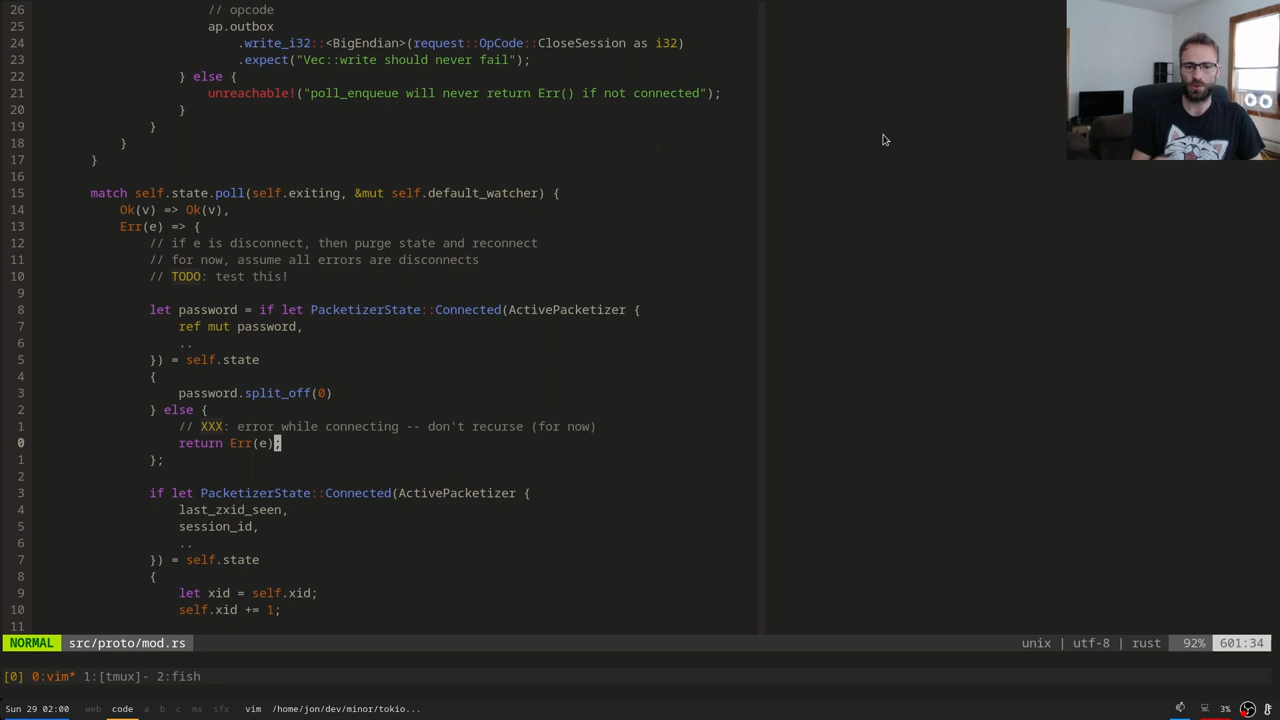 26                         // opcode
25                         ap.outbox
24                             .write_i32::<BigEndian>(request::OpCode::CloseSession as i32)
23                             .expect("Vec::write should never fail");
22                     } else {
21                         unreachable!("poll_enqueue will never return Err() if not connected");
20                     }
19                 }
18             }
17         }
16
15         match self.state.poll(self.exiting, &mut self.default_watcher) {
14             Ok(v) => Ok(v),
13             Err(e) => {
12                 // if e is disconnect, then purge state and reconnect
11                 // for now, assume all errors are disconnects
10                 // TODO: test this!
9
8                 let password = if let PacketizerState::Connected(ActivePacketizer {
7                     ref mut password,
6                     ..
5                 }) = self.state
4                 {
3                     password.split_off(0)
2                 } else {
1                     // XXX: error while connecting -- don't recurse (for now)
0                     return Err(e);
1                 };
2
3                 if let PacketizerState::Connected(ActivePacketizer {
4                     last_zxid_seen,
5                     session_id,
6                     ..
7                 }) = self.state
8                 {
9                     let xid = self.xid;
10                     self.xid += 1;
11
NORMAL src/proto/mod.rs unix | utf-8 | rust 92% 601:34
[0] 0:vim* 1:[tmux]- 2:fish
Sun 29 02:00 web code a b c mx sfx vim /home/jon/dev/minor/tokio... 3%